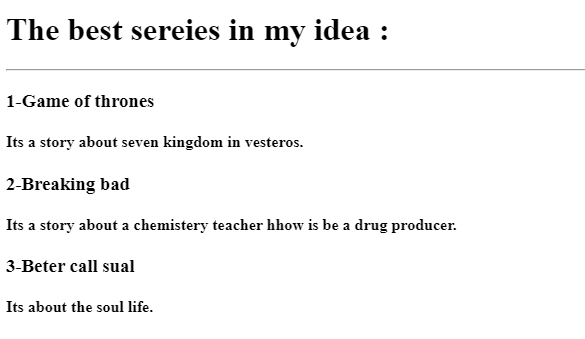 The best sereies in my idea :
1-Game of thrones
Its a story about seven kingdom in vesteros.
2-Breaking bad
Its a story about a chemistery teacher hhow is be a drug producer.
3-Beter call sual
Its about the soul life.